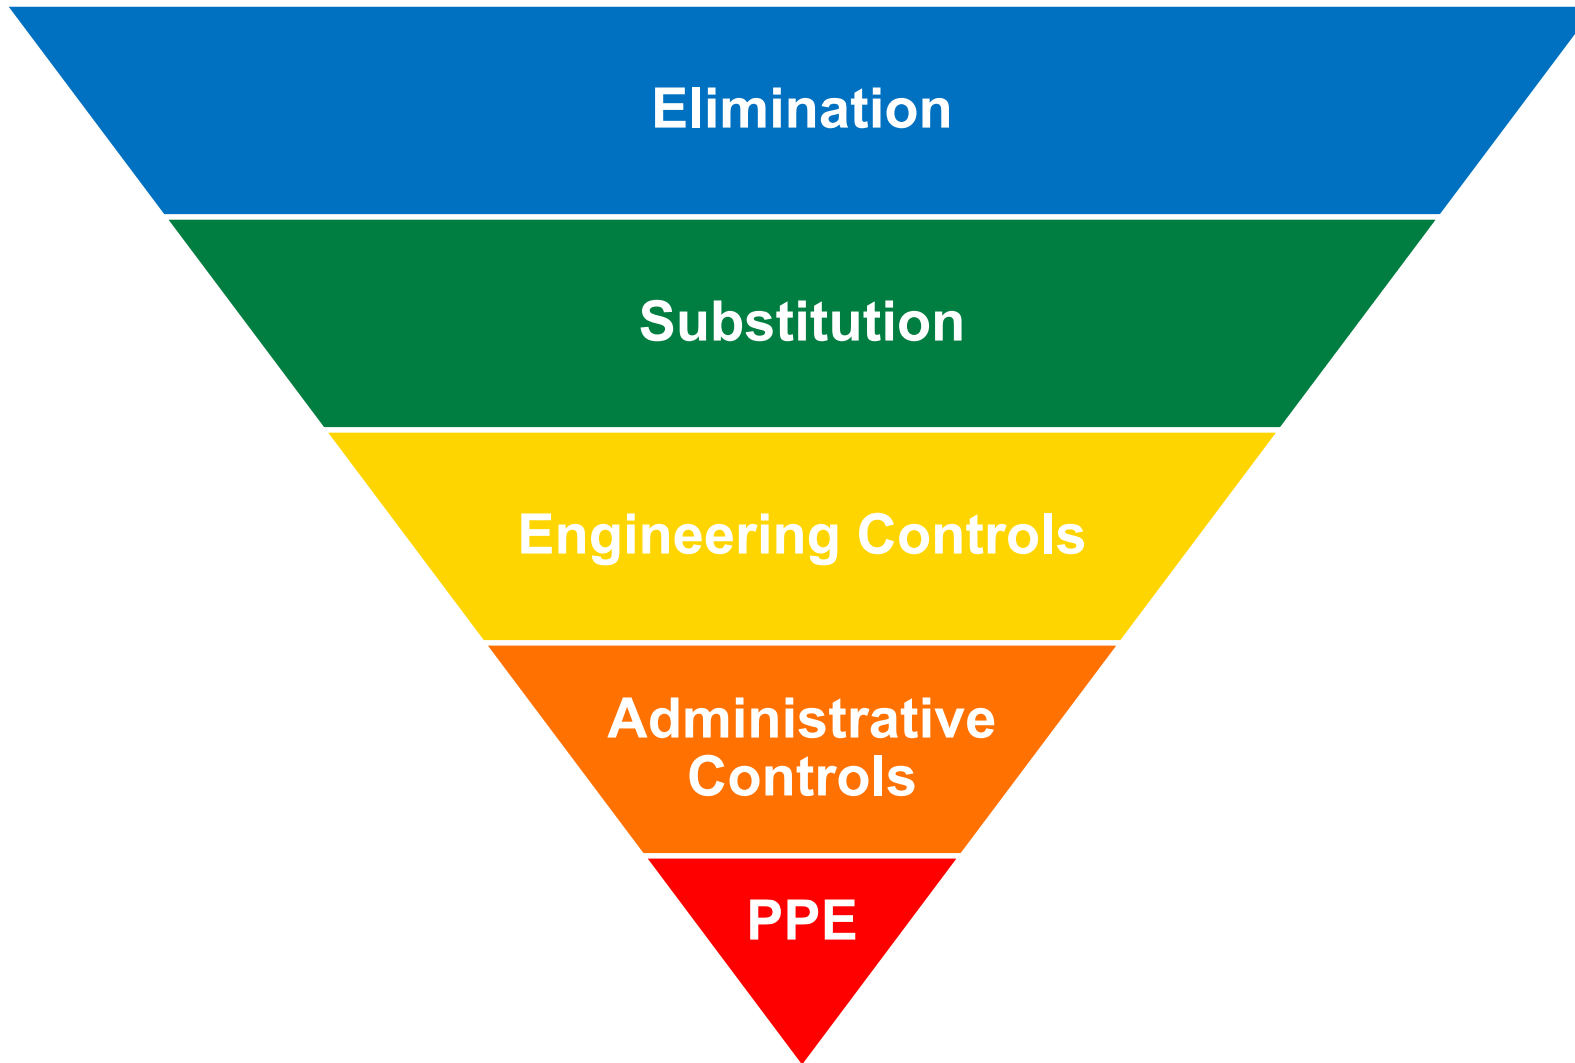 Elimination
Substitution
Engineering Controls
Administrative
Controls
PPE